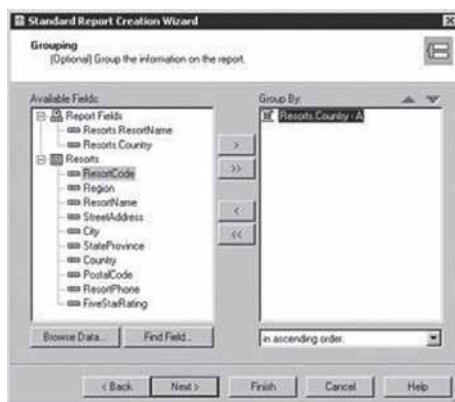 Standard Report Creation Wizard
Grouping
(Optional) Group the information on the report.
Available Fields:
Report Fields
Resorts.ResortName
Resorts.Country
Resorts
ResortCode
Region
ResortName
StreetAddress
City
StateProvince
Country
PostalCode
ResortPhone
FiveStarRating
Browse Data...
Find Field...
>
>>
<
<<
Group By:
Resorts.Country - A
in ascending order.
< Back
Next >
Finish
Cancel
Help